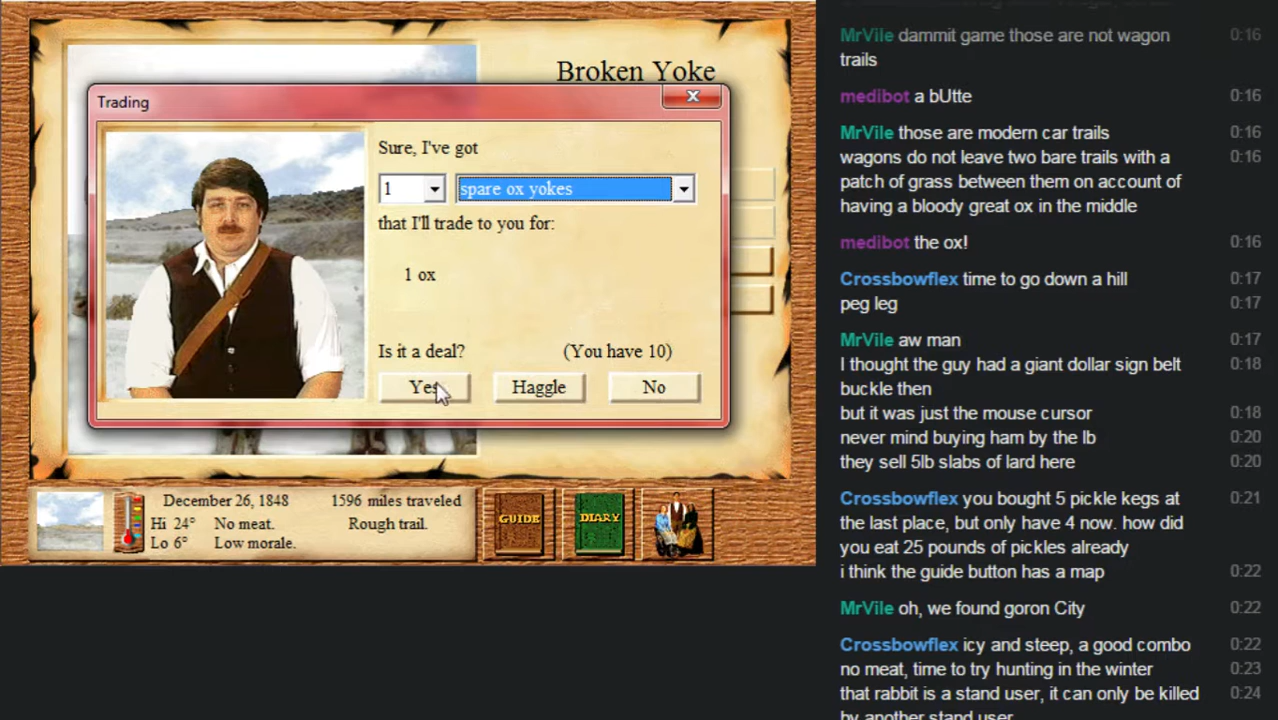 Broken Yoke
Trading
Sure, I've got
1 spare ox yokes
that I'll trade to you for:
1 ox
Is it a deal? (You have 10)
Yes Haggle No
December 26, 1848 1596 miles traveled
Hi 24° No meat. Rough trail.
Lo 6° Low morale.
GUIDE DIARY
MrVile dammit game those are not wagon 0:16
trails
medibot a bUtte 0:16
MrVile those are modern car trails 0:16
wagons do not leave two bare trails with a 0:16
patch of grass between them on account of
having a bloody great ox in the middle
medibot the ox! 0:16
Crossbowflex time to go down a hill 0:17
peg leg 0:17
MrVile aw man 0:17
I thought the guy had a giant dollar sign belt 0:18
buckle then
but it was just the mouse cursor 0:18
never mind buying ham by the lb 0:20
they sell 5lb slabs of lard here 0:20
Crossbowflex you bought 5 pickle kegs at 0:21
the last place, but only have 4 now. how did
you eat 25 pounds of pickles already
i think the guide button has a map 0:22
MrVile oh, we found goron City 0:22
Crossbowflex icy and steep, a good combo 0:22
no meat, time to try hunting in the winter 0:23
that rabbit is a stand user, it can only be killed 0:24
by another stand user